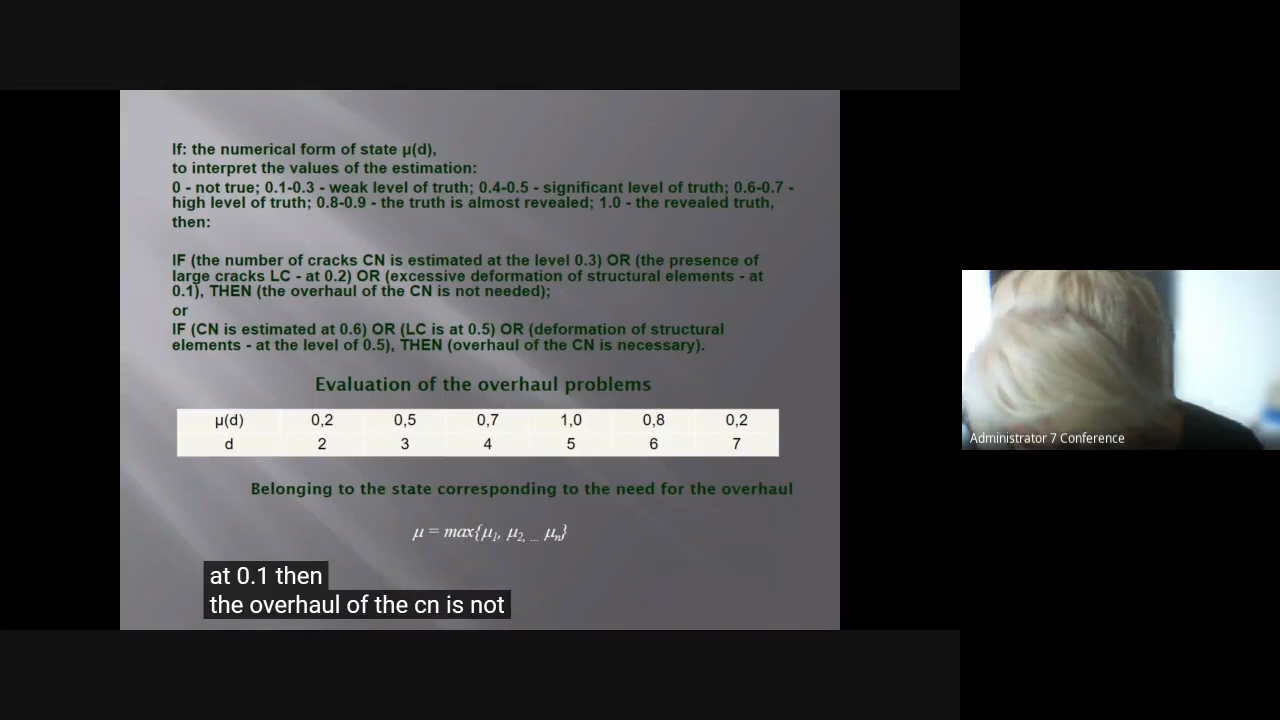 If: the numerical form of state μ(d),
to interpret the values of the estimation:
0 - not true; 0.1-0.3 - weak level of truth; 0.4-0.5 - significant level of truth; 0.6-0.7 -
high level of truth; 0.8-0.9 - the truth is almost revealed; 1.0 - the revealed truth,
then:
IF (the number of cracks CN is estimated at the level 0.3) OR (the presence of
large cracks LC - at 0.2) OR (excessive deformation of structural elements - at
0.1), THEN (the overhaul of the CN is not needed);
or
IF (CN is estimated at 0.6) OR (LC is at 0.5) OR (deformation of structural
elements - at the level of 0.5), THEN (overhaul of the CN is necessary).
Evaluation of the overhaul problems
μ(d) 0,2 0,5 0,7 1,0 0,8 0,2
d 2 3 4 5 6 7
Belonging to the state corresponding to the need for the overhaul
μ = max{μ1, μ2, ... μn}
at 0.1 then
the overhaul of the cn is not
Administrator 7 Conference